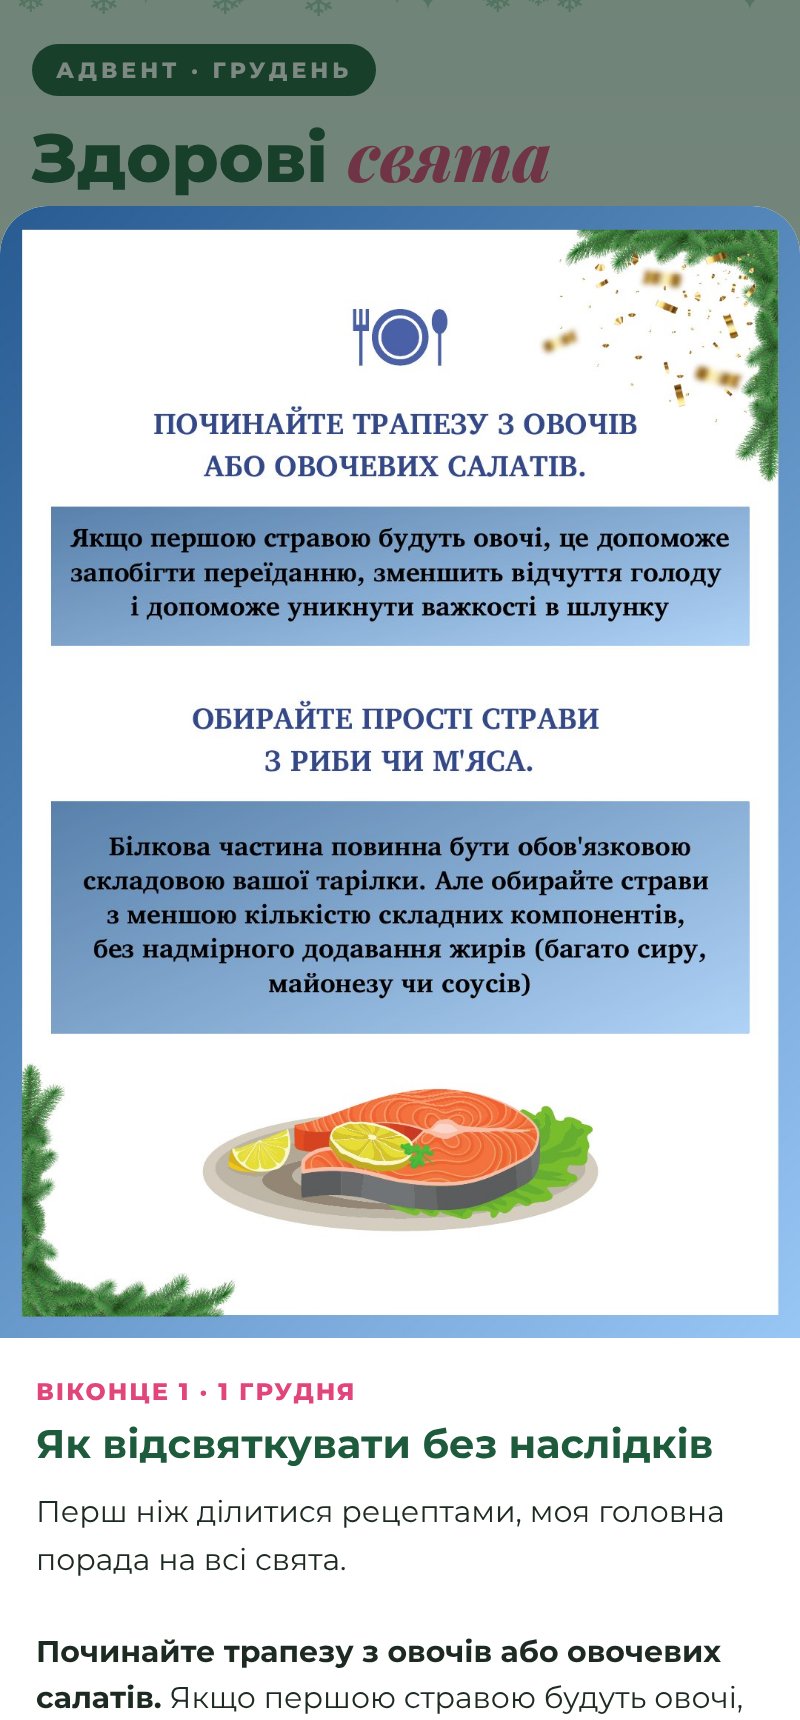 АДВЕНТ · ГРУДЕНЬ
Здорові свята
ПОЧИНАЙТЕ ТРАПЕЗУ З ОВОЧІВ
АБО ОВОЧЕВИХ САЛАТІВ.
Якщо першою стравою будуть овочі, це допоможе
запобігти переїданню, зменшить відчуття голоду
і допоможе уникнути важкості в шлунку
ОБИРАЙТЕ ПРОСТІ СТРАВИ
З РИБИ ЧИ М'ЯСА.
Білкова частина повинна бути обов'язковою
складовою вашої тарілки. Але обирайте страви
з меншою кількістю складних компонентів,
без надмірного додавання жирів (багато сиру,
майонезу чи соусів)
ВІКОНЦЕ 1 · 1 ГРУДНЯ
Як відсвяткувати без наслідків
Перш ніж ділитися рецептами, моя головна
порада на всі свята.
Починайте трапезу з овочів або овочевих
салатів. Якщо першою стравою будуть овочі,